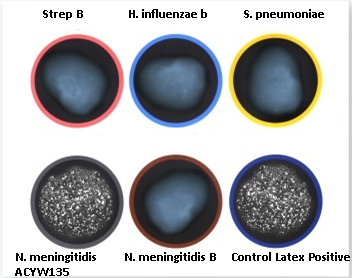 Strep B
H. influenzae b
S. pneumoniae
N. meningitidis
ACYW135
N. meningitidis B
Control Latex Positive